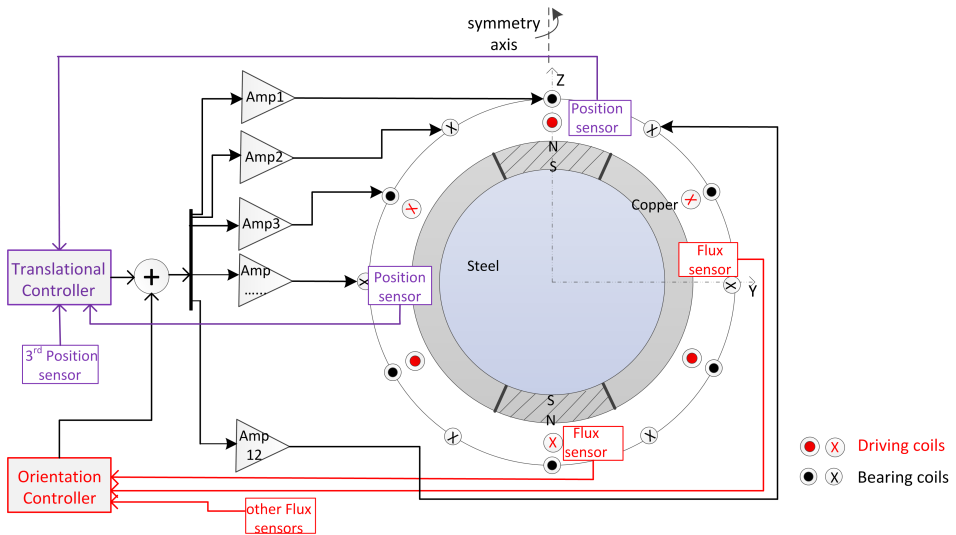 symmetry
axis
Z
Amp1
Position
sensor
Amp2
N
S
Amp3
Copper
Translational
Controller
+
Amp
......
Position
sensor
Steel
Flux
sensor
Y
3rd Position
sensor
S
N
Amp
12
Flux
sensor
Driving coils
Bearing coils
Orientation
Controller
other Flux
sensors